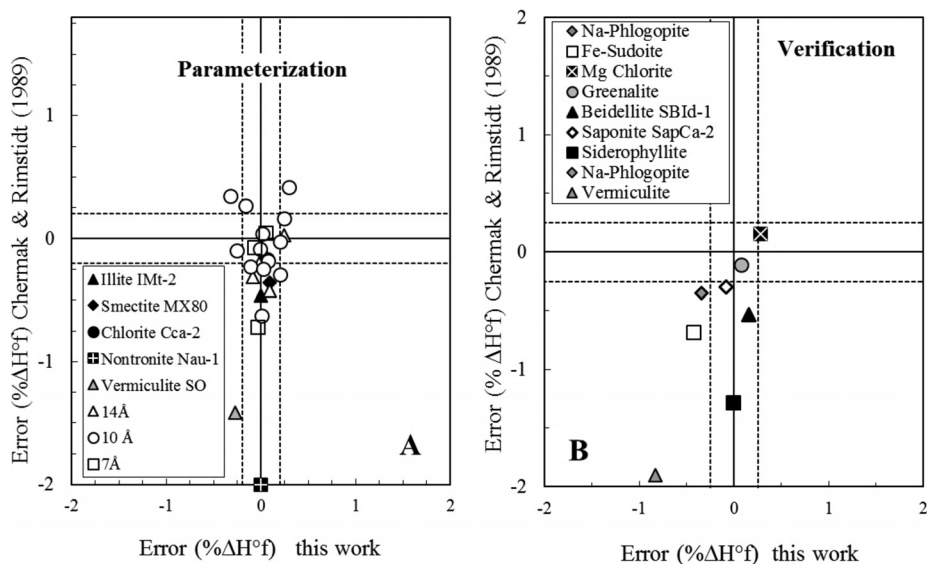 Error (%ΔH°f) Chermak & Rimstidt (1989)
2
1
0
-1
-2
Parameterization
Illite IMt-2
Smectite MX80
Chlorite Cca-2
Nontronite Nau-1
Vermiculite SO
14Å
10 Å
7Å
A
-2
-1
0
1
2
Error (%ΔH°f) this work
Error (% ΔH°f) Chermak & Rimstidt (1989)
2
1
0
-1
-2
Na-Phlogopite
Fe-Sudoite
Mg Chlorite
Greenalite
Beidellite SBId-1
Saponite SapCa-2
Siderophyllite
Na-Phlogopite
Vermiculite
Verification
B
-2
-1
0
1
2
Error (%ΔH°f) this work